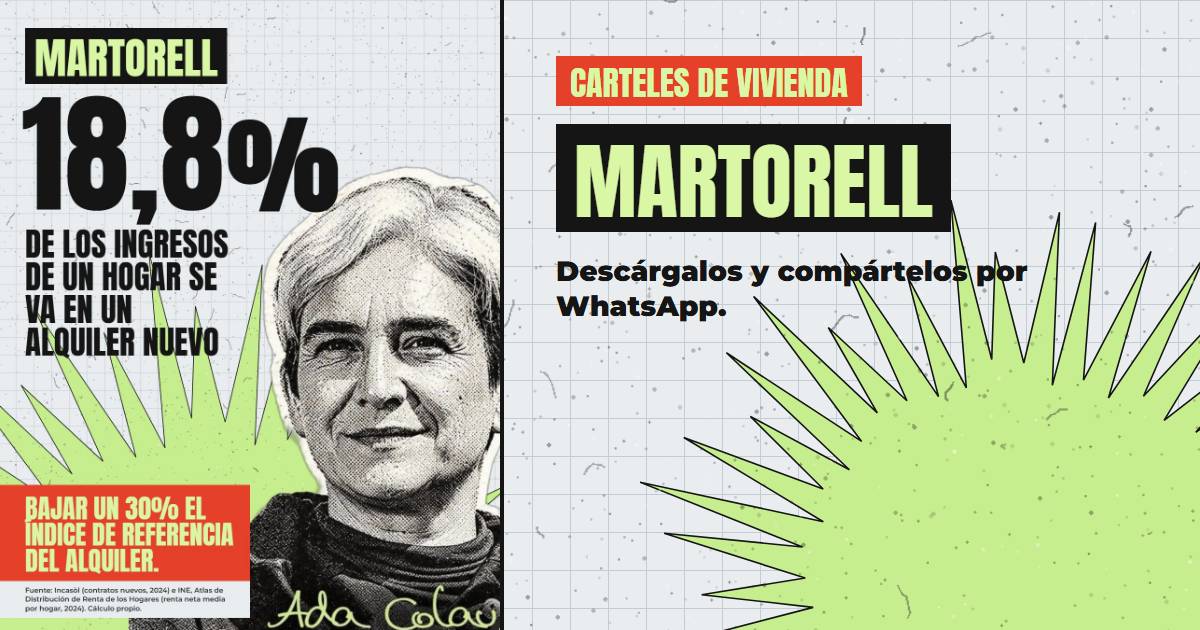 MARTORELL
18,8%
DE LOS INGRESOS
DE UN HOGAR SE
VA EN UN
ALQUILER NUEVO
BAJAR UN 30% EL
ÍNDICE DE REFERENCIA
DEL ALQUILER.
Fuente: Incasòl (contratos nuevos, 2024) e INE, Atlas de
Distribución de Renta de los Hogares (renta neta media
por hogar, 2024). Cálculo propio.
Ada Colau
CARTELES DE VIVIENDA
MARTORELL
Descárgalos y compártelos por
WhatsApp.